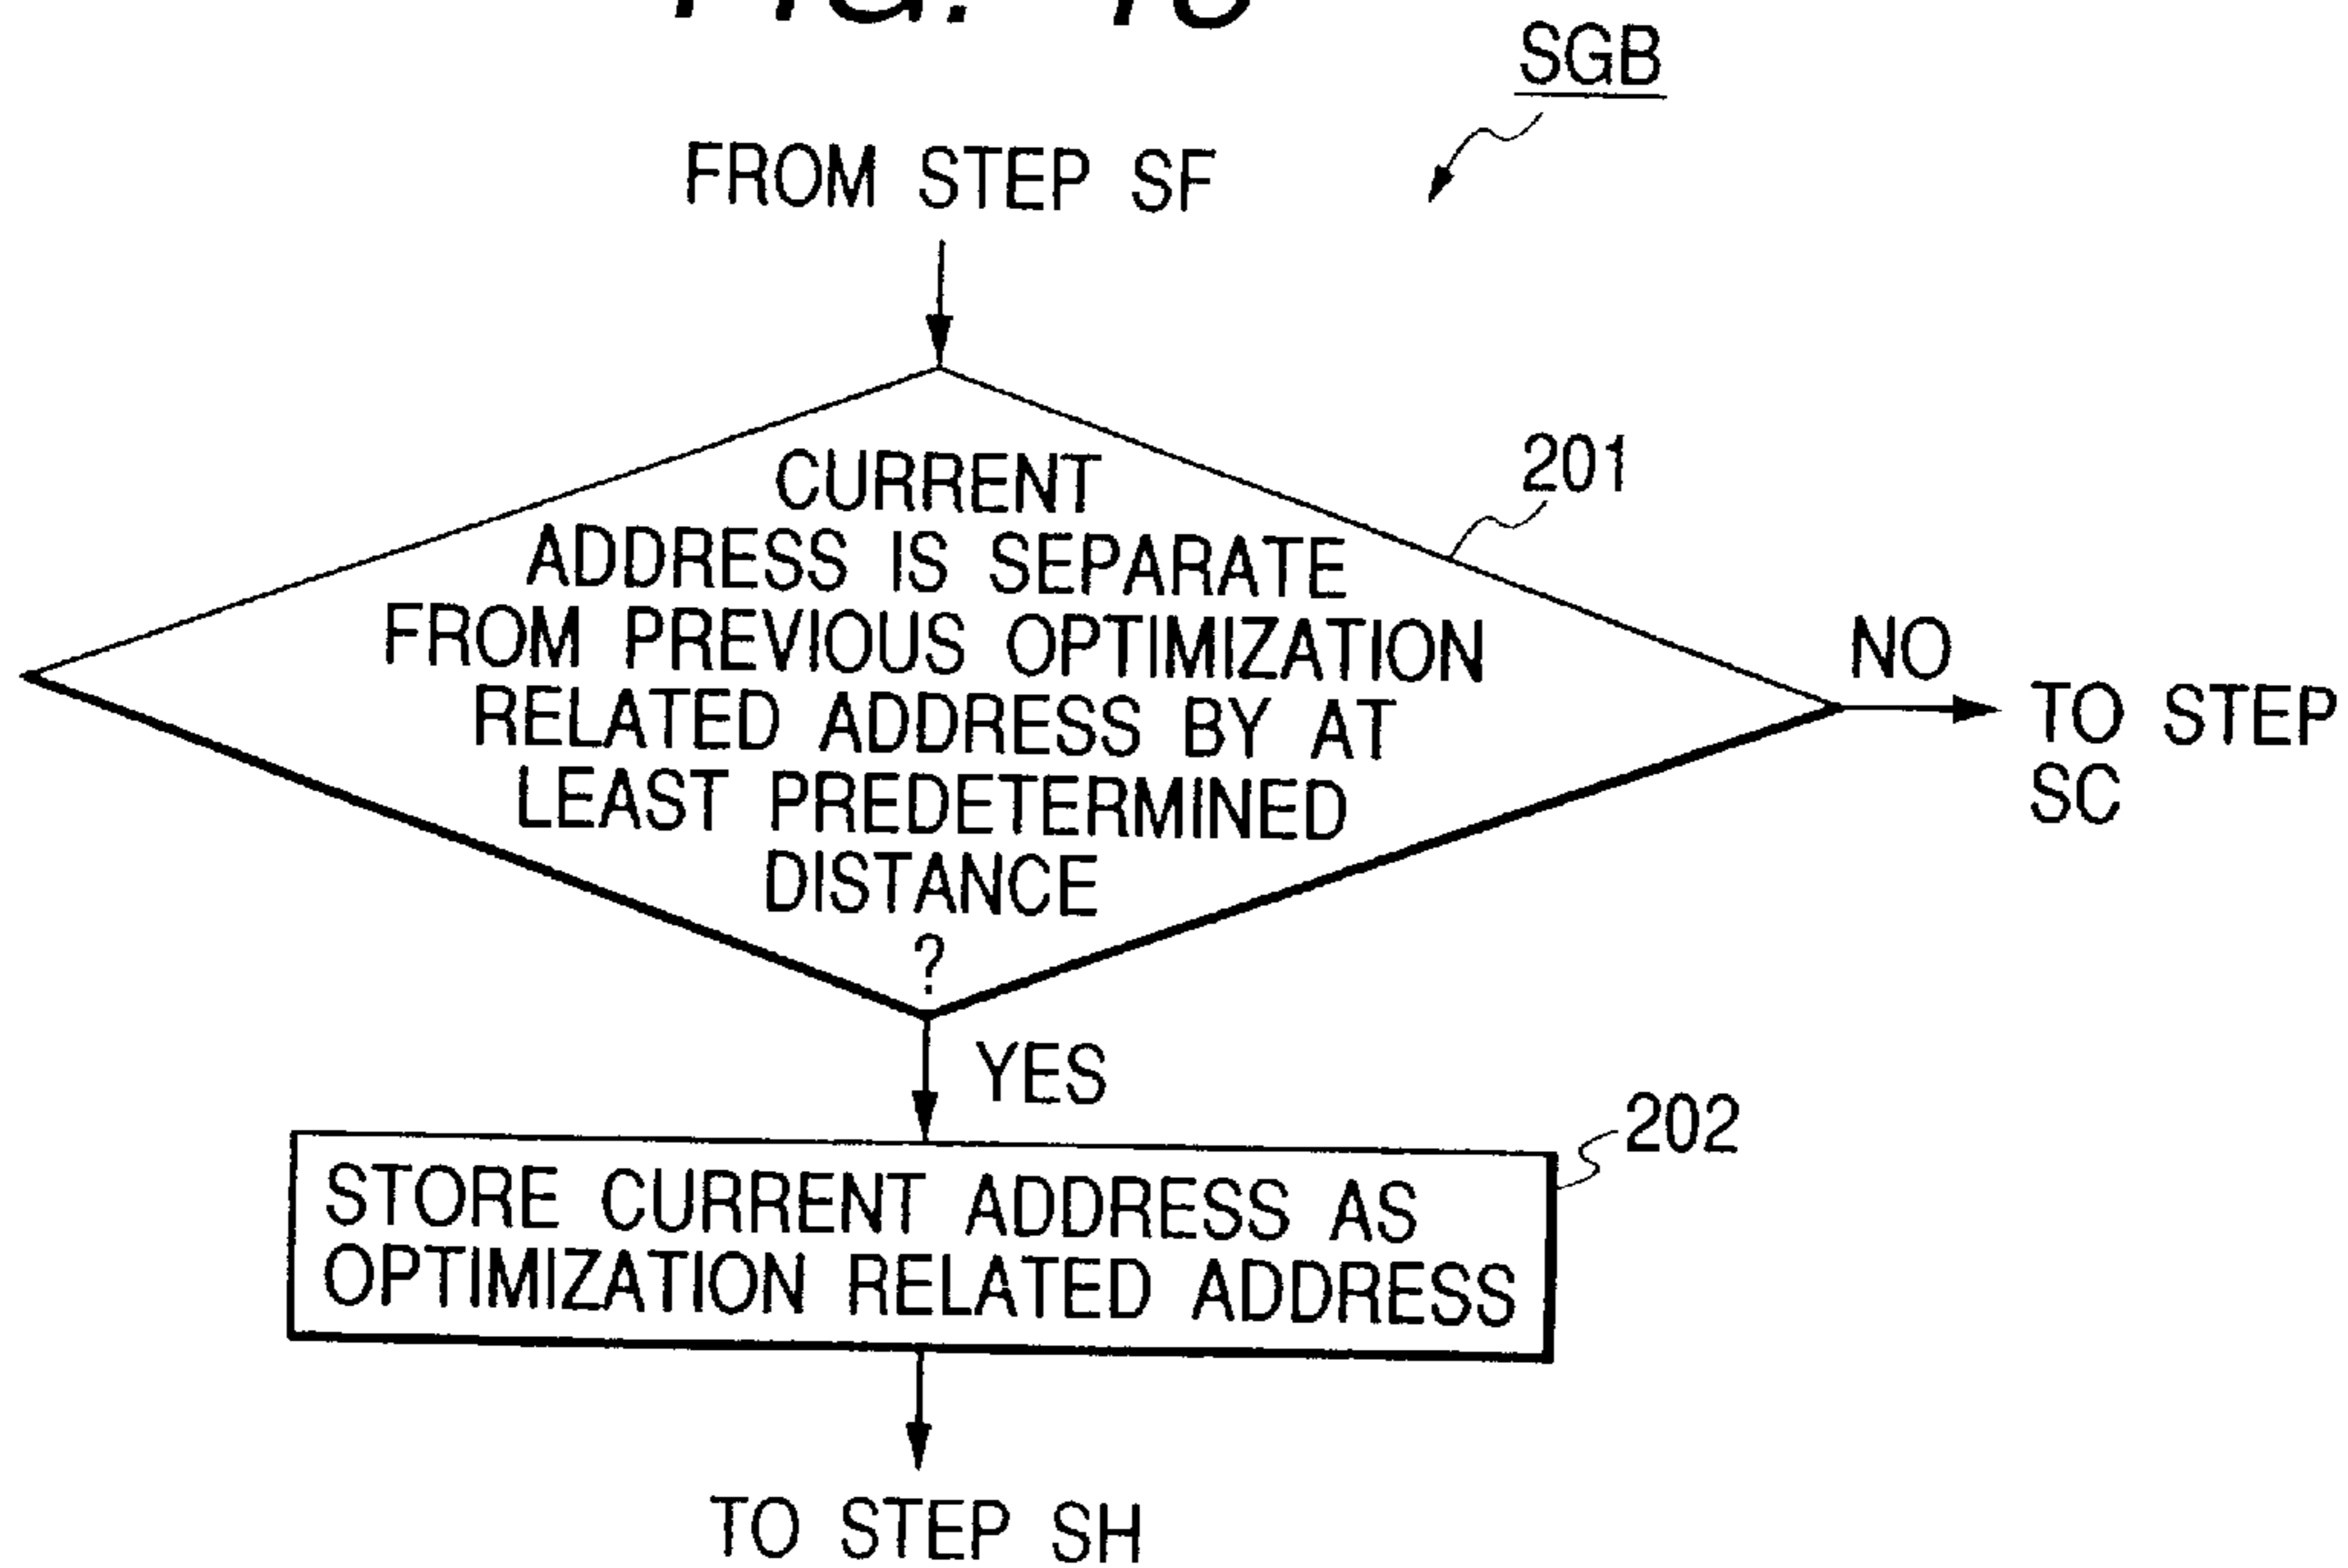 SGB
FROM STEP SF
CURRENT
ADDRESS IS SEPARATE
FROM PREVIOUS OPTIMIZATION
RELATED ADDRESS BY AT
LEAST PREDETERMINED
DISTANCE
?
201
NO
TO STEP
SC
YES
202
STORE CURRENT ADDRESS AS
OPTIMIZATION RELATED ADDRESS
TO STEP SH